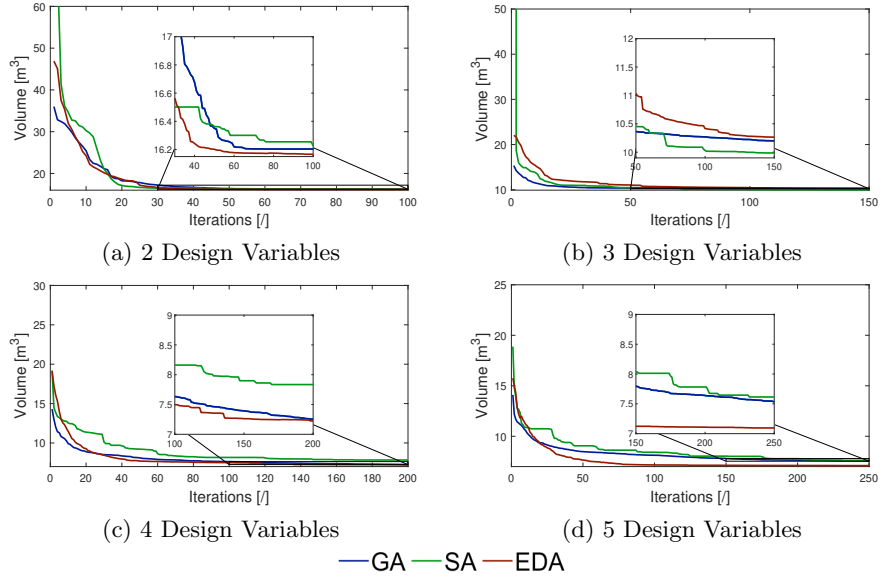 60
50
40
30
20
Volume [m³]
17
16.8
16.6
16.4
16.2
40 60 80 100
0 10 20 30 40 50 60 70 80 90 100
Iterations [/]
(a) 2 Design Variables
50
40
30
20
10
Volume [m³]
12
11.5
11
10.5
10
50 100 150
0 50 100 150
Iterations [/]
(b) 3 Design Variables
30
25
20
15
10
Volume [m³]
9
8.5
8
7.5
7
100 150 200
0 20 40 60 80 100 120 140 160 180 200
Iterations [/]
(c) 4 Design Variables
25
20
15
10
Volume [m³]
9
8.5
8
7.5
7
150 200 250
0 50 100 150 200 250
Iterations [/]
(d) 5 Design Variables
GA SA EDA